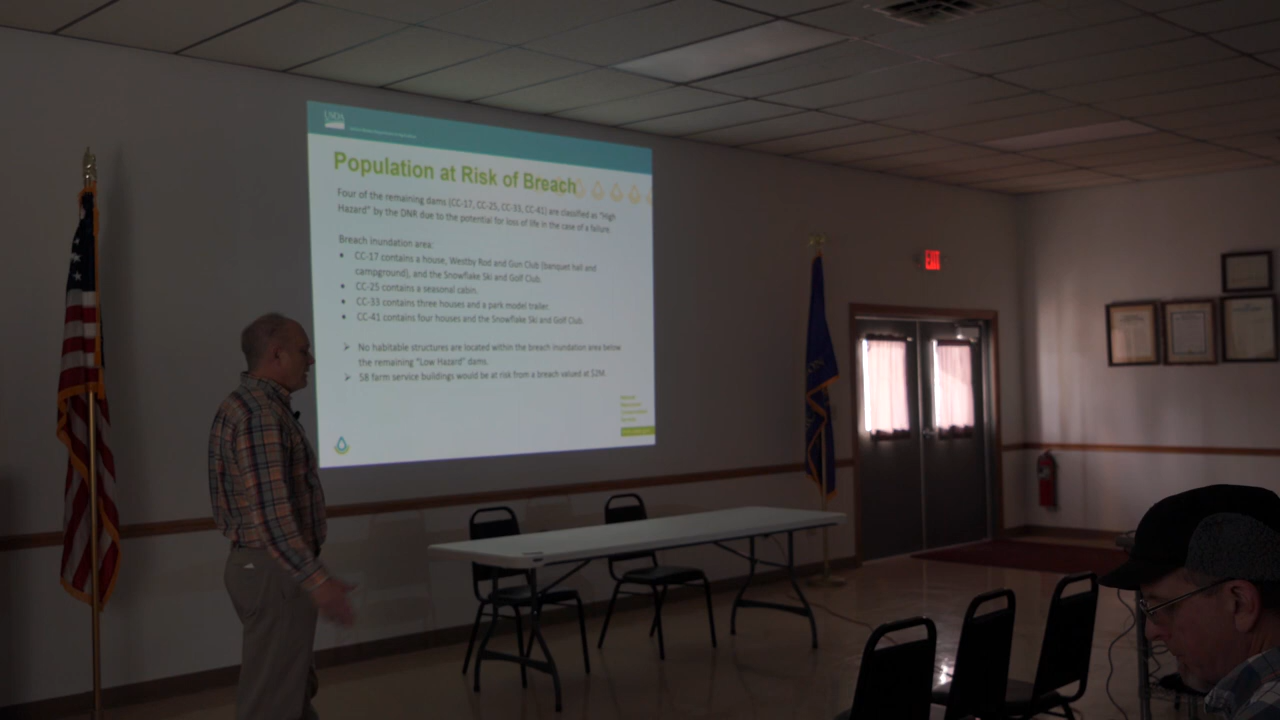 USDA
Population at Risk of Breach
Four of the remaining dams (CC-17, CC-25, CC-33, CC-41) are classified as "High
Hazard" by the DNR due to the potential for loss of life in the case of a failure.
Breach inundation area:
• CC-17 contains a house, Westby Rod and Gun Club (banquet hall and
campground), and the Snowflake Ski and Golf Club.
• CC-25 contains a seasonal cabin.
• CC-33 contains three houses and a park model trailer.
• CC-41 contains four houses and the Snowflake Ski and Golf Club.
➢ No habitable structures are located within the breach inundation area below
the remaining "Low Hazard" dams.
➢ 58 farm service buildings would be at risk from a breach valued at $2M.
Natural
Resources
Conservation
Service
EXIT